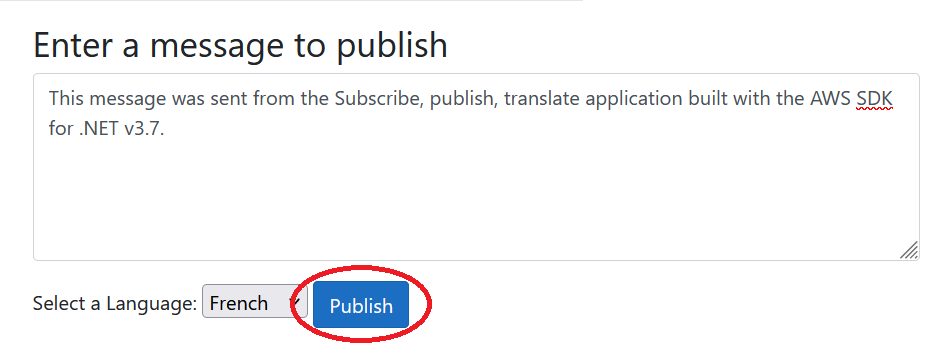 Enter a message to publish
This message was sent from the Subscribe, publish, translate application built with the AWS SDK
for .NET v3.7.
Select a Language: French Publish